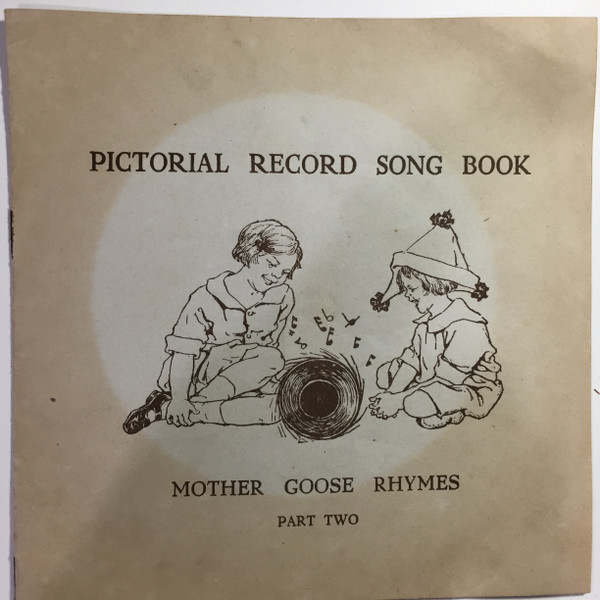 PICTORIAL RECORD SONG BOOK
MOTHER GOOSE RHYMES
PART TWO